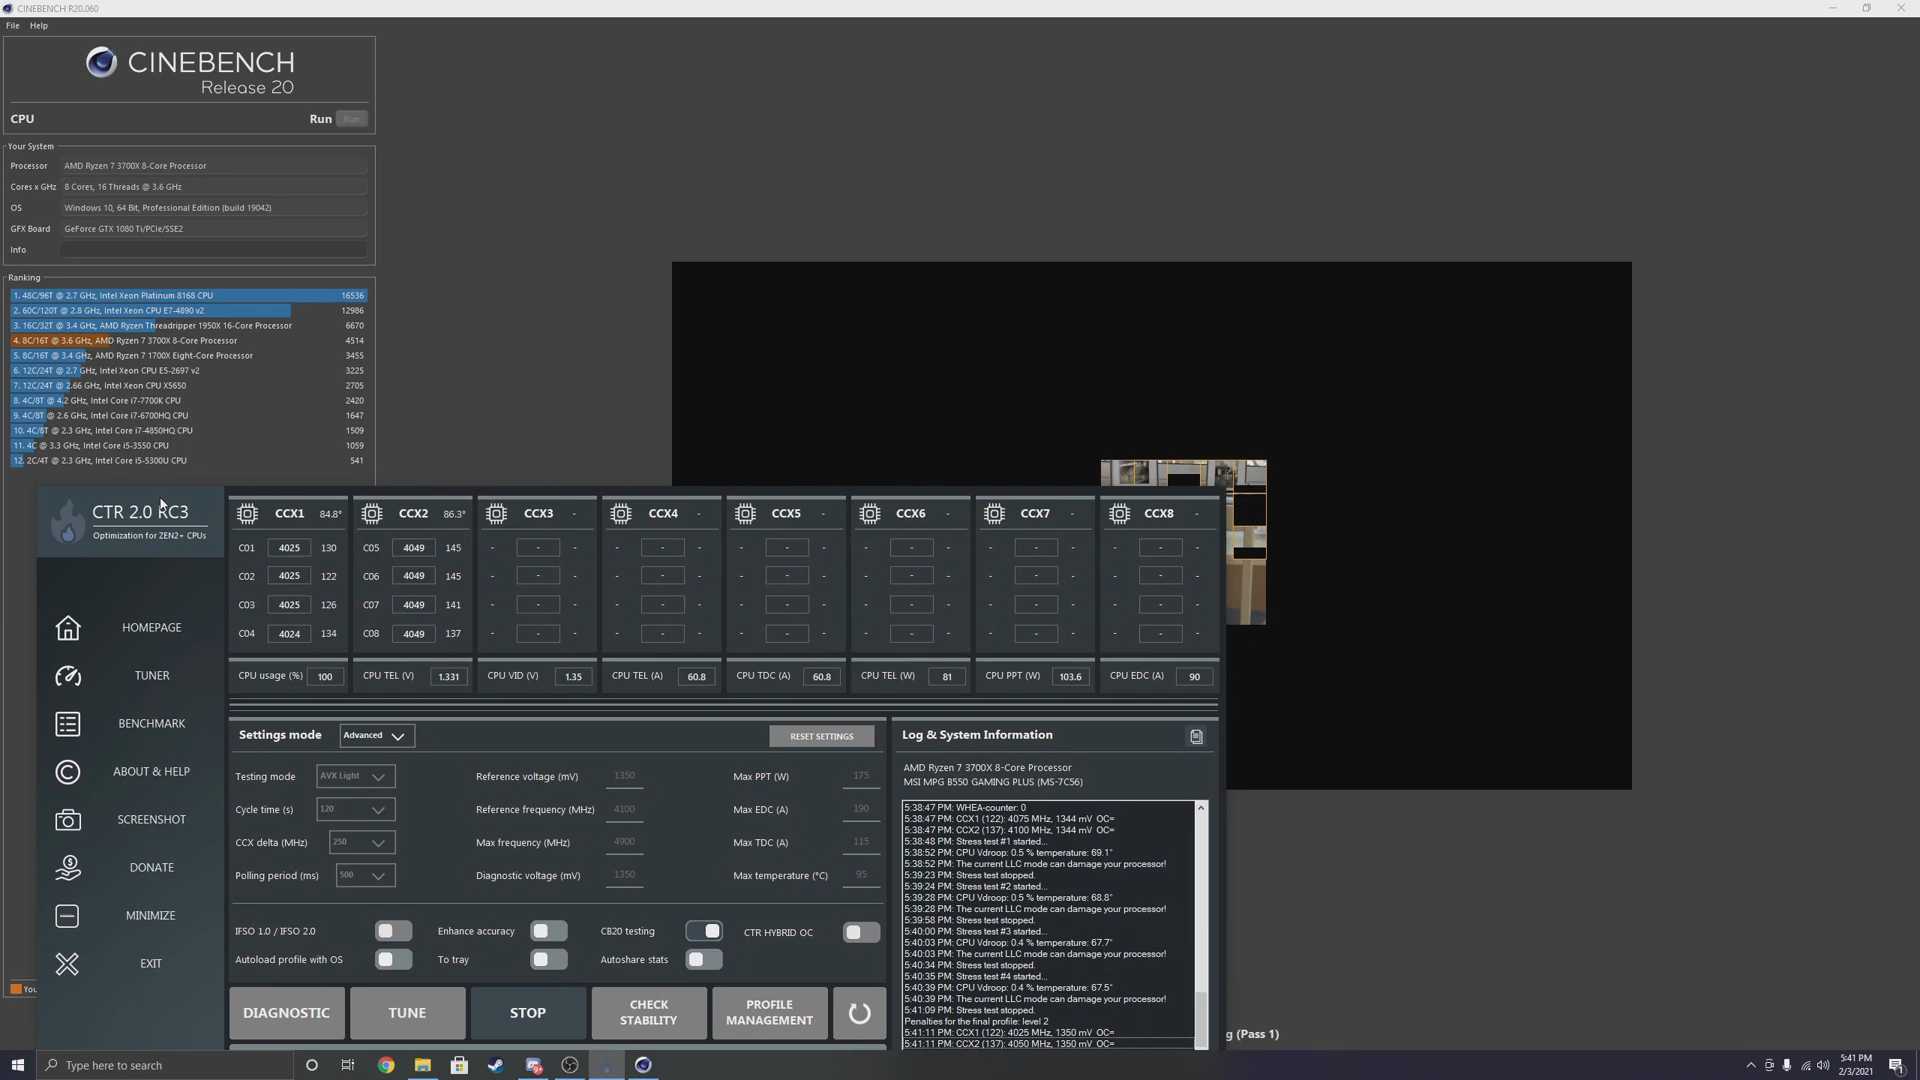 CINEBENCH R20.060
File Help
CINEBENCH
Release 20
CPU Run Run
Your System
Processor AMD Ryzen 7 3700X 8-Core Processor
Cores x GHz 8 Cores, 16 Threads @ 3.6 GHz
OS Windows 10, 64 Bit, Professional Edition (build 19042)
GFX Board GeForce GTX 1080 Ti/PCIe/SSE2
Info
Ranking
1. 48C/96T @ 2.7 GHz, Intel Xeon Platinum 8168 CPU 16536
2. 60C/120T @ 2.8 GHz, Intel Xeon CPU E7-4890 v2 12986
3. 16C/32T @ 3.4 GHz, AMD Ryzen Threadripper 1950X 16-Core Processor 6670
4. 8C/16T @ 3.6 GHz, AMD Ryzen 7 3700X 8-Core Processor 4514
5. 8C/16T @ 3.4 GHz, AMD Ryzen 7 1700X Eight-Core Processor 3455
6. 12C/24T @ 2.7 GHz, Intel Xeon CPU E5-2697 v2 3225
7. 12C/24T @ 2.66 GHz, Intel Xeon CPU X5650 2705
8. 4C/8T @ 4.2 GHz, Intel Core i7-7700K CPU 2420
9. 4C/8T @ 2.6 GHz, Intel Core i7-6700HQ CPU 1647
10. 4C/8T @ 2.3 GHz, Intel Core i7-4850HQ CPU 1509
11. 4C @ 3.3 GHz, Intel Core i5-3550 CPU 1059
12. 2C/4T @ 2.3 GHz, Intel Core i5-5300U CPU 541
CTR 2.0 RC3
Optimization for ZEN2+ CPUs
HOMEPAGE
TUNER
BENCHMARK
ABOUT & HELP
SCREENSHOT
DONATE
MINIMIZE
EXIT
You
CCX1 84.8° CCX2 86.3° CCX3 - CCX4 - CCX5 - CCX6 - CCX7 - CCX8 -
C01 4025 130 C05 4049 145 - - - - - - - - - - - - - - - - - -
C02 4025 122 C06 4049 145 - - - - - - - - - - - - - - - - - -
C03 4025 126 C07 4049 141 - - - - - - - - - - - - - - - - - -
C04 4024 134 C08 4049 137 - - - - - - - - - - - - - - - - - -
CPU usage (%) 100 CPU TEL (V) 1.331 CPU VID (V) 1.35 CPU TEL (A) 60.8 CPU TDC (A) 60.8 CPU TEL (W) 81 CPU PPT (W) 103.6 CPU EDC (A) 90
Settings mode Advanced RESET SETTINGS
Testing mode AVX Light Reference voltage (mV) 1350 Max PPT (W) 175
Cycle time (s) 120 Reference frequency (MHz) 4100 Max EDC (A) 190
CCX delta (MHz) 250 Max frequency (MHz) 4900 Max TDC (A) 115
Polling period (ms) 500 Diagnostic voltage (mV) 1350 Max temperature (°C) 95
IFSO 1.0 / IFSO 2.0 Enhance accuracy CB20 testing CTR HYBRID OC
Autoload profile with OS To tray Autoshare stats
DIAGNOSTIC TUNE STOP CHECK STABILITY PROFILE MANAGEMENT
Log & System Information
AMD Ryzen 7 3700X 8-Core Processor
MSI MPG B550 GAMING PLUS (MS-7C56)
5:38:47 PM: WHEA-counter: 0
5:38:47 PM: CCX1 (122): 4075 MHz, 1344 mV OC=
5:38:47 PM: CCX2 (137): 4100 MHz, 1344 mV OC=
5:38:48 PM: Stress test #1 started...
5:38:52 PM: CPU Vdroop: 0.5 % temperature: 69.1°
5:38:52 PM: The current LLC mode can damage your processor!
5:39:23 PM: Stress test stopped.
5:39:24 PM: Stress test #2 started...
5:39:28 PM: CPU Vdroop: 0.5 % temperature: 68.8°
5:39:28 PM: The current LLC mode can damage your processor!
5:39:58 PM: Stress test stopped.
5:40:00 PM: Stress test #3 started...
5:40:03 PM: CPU Vdroop: 0.4 % temperature: 67.7°
5:40:03 PM: The current LLC mode can damage your processor!
5:40:34 PM: Stress test stopped.
5:40:35 PM: Stress test #4 started...
5:40:39 PM: CPU Vdroop: 0.4 % temperature: 67.5°
5:40:39 PM: The current LLC mode can damage your processor!
5:41:09 PM: Stress test stopped.
Penalties for the final profile: level 2
5:41:11 PM: CCX1 (122): 4025 MHz, 1350 mV OC=
5:41:11 PM: CCX2 (137): 4050 MHz, 1350 mV OC=
g (Pass 1)
Type here to search
9+
5:41 PM
2/3/2021
1